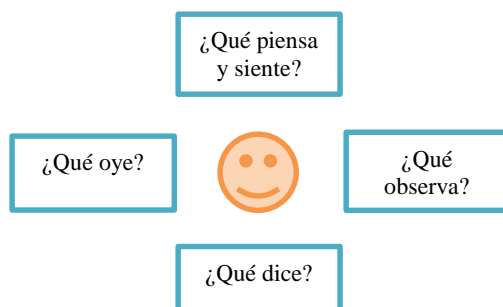 ¿Qué piensa
y siente?
¿Qué oye?
¿Qué
observa?
¿Qué dice?